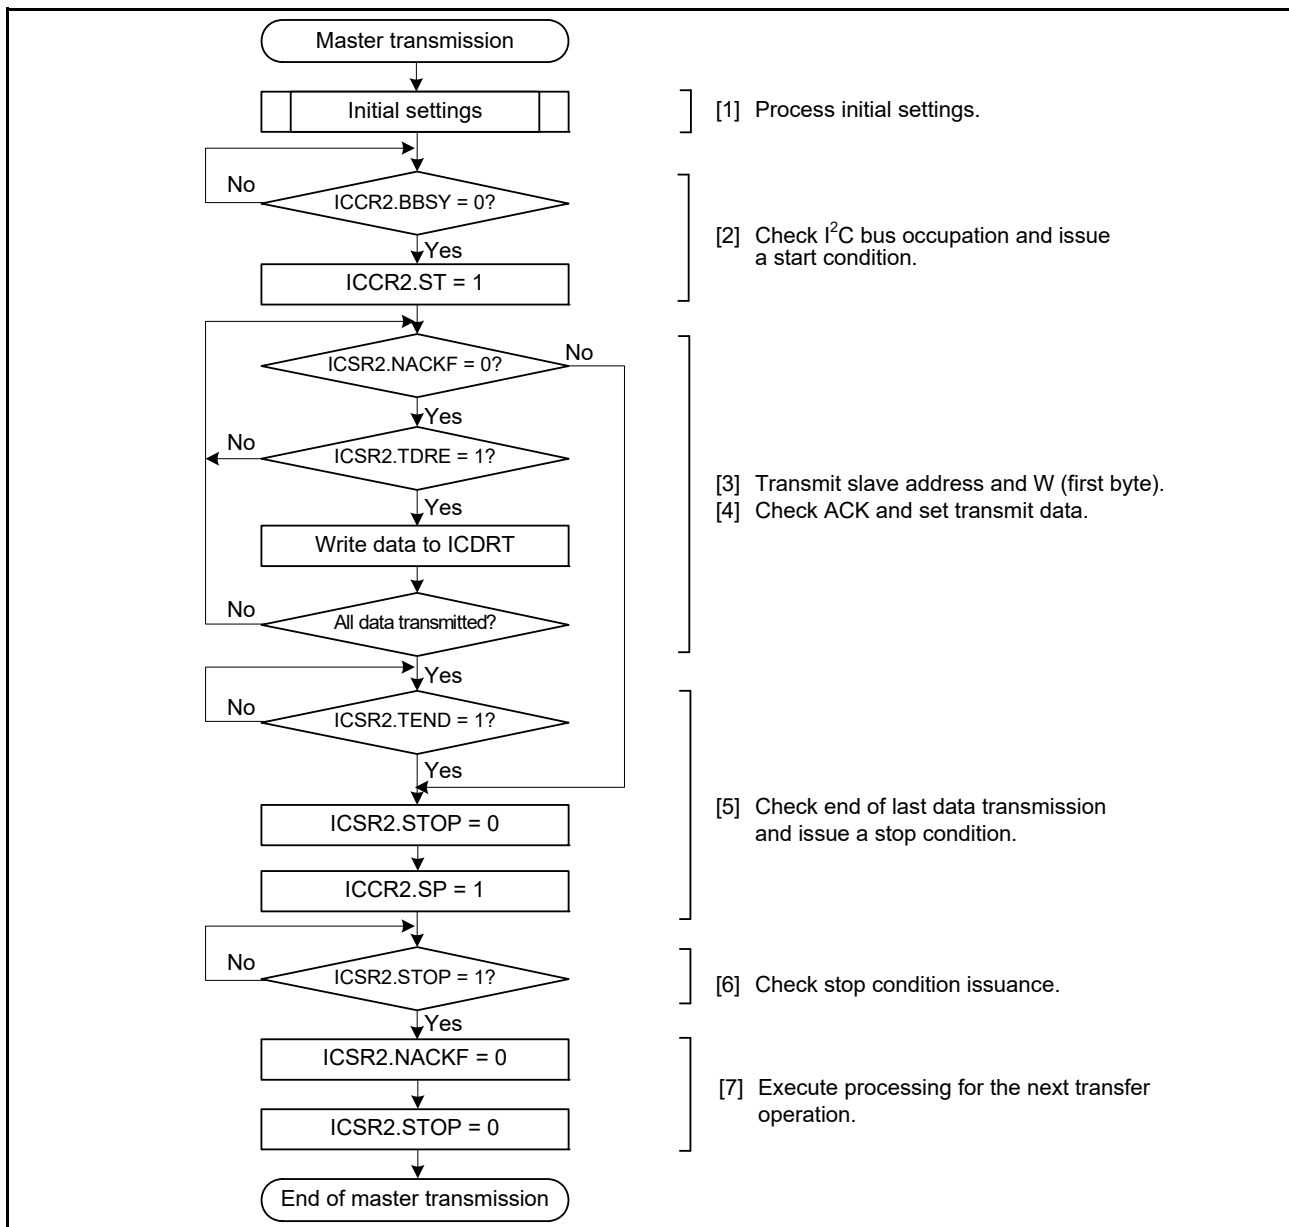 Master transmission
Initial settings
[1] Process initial settings.
No
ICCR2.BBSY = 0?
Yes
[2] Check I²C bus occupation and issue
a start condition.
ICCR2.ST = 1
ICSR2.NACKF = 0?
No
Yes
No
ICSR2.TDRE = 1?
Yes
[3] Transmit slave address and W (first byte).
[4] Check ACK and set transmit data.
Write data to ICDRT
No
All data transmitted?
Yes
No
ICSR2.TEND = 1?
Yes
[5] Check end of last data transmission
and issue a stop condition.
ICSR2.STOP = 0
ICCR2.SP = 1
No
ICSR2.STOP = 1?
[6] Check stop condition issuance.
Yes
ICSR2.NACKF = 0
[7] Execute processing for the next transfer
operation.
ICSR2.STOP = 0
End of master transmission